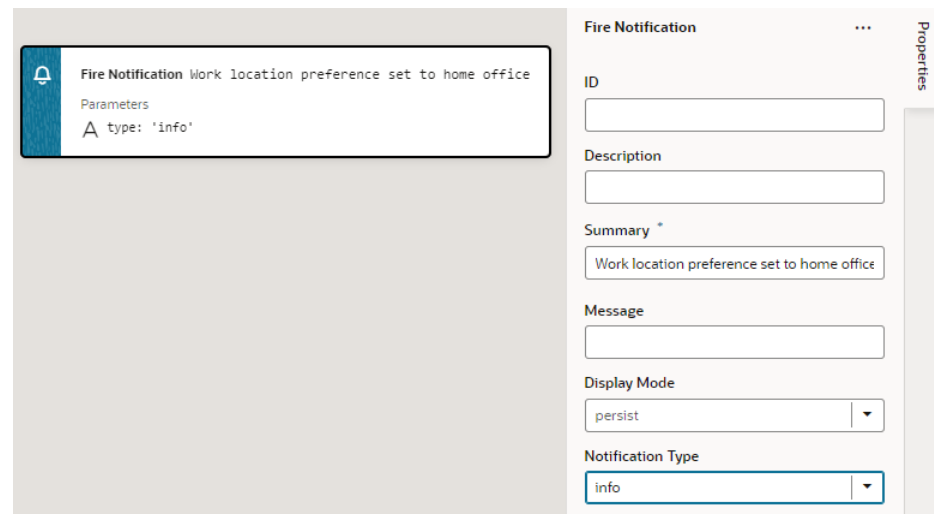 Fire Notification Work location preference set to home office
Parameters
A type: 'info'
Fire Notification
...
Properties
ID
Description
Summary *
Work location preference set to home office
Message
Display Mode
persist
Notification Type
info